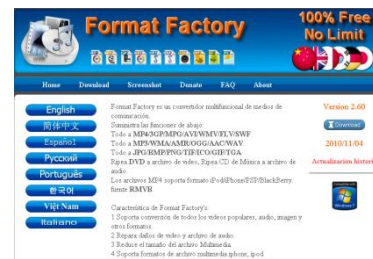 Format Factory
100% Free
No Limit
Home Download Screenshot Donate FAQ About
English
简体中文
Español
Русский
Português
한국어
Việt Nam
Italiano
Format Factory es un convertidor multifuncional de medios de
comunicación.
Suministra las funciones de abajo:
Todo a MP4/3GP/MPG/AVI/WMV/FLV/SWF
Todo a MP3/WMA/AMR/OGG/AAC/WAV
Todo a JPG/BMP/PNG/TIF/ICO/GIF/TGA
Ripea DVD a archivo de video, Ripea CD de Música a archivo de
audio.
Los archivos MP4 soporta formato iPod/iPhone/PSP/BlackBerry
fuente RMVB
Característica de Format Factory's:
1 Soporta conversión de todos los videos populares, audio, imagen y
otros formatos.
2 Repara daños de video y archivo de audio.
3 Reduce el tamaño del archivo Multimedia.
4 Soporta formatos de archivo multimedia iphone, ipod
Version 2.60
Download
2010/11/04
Actualizacion histori